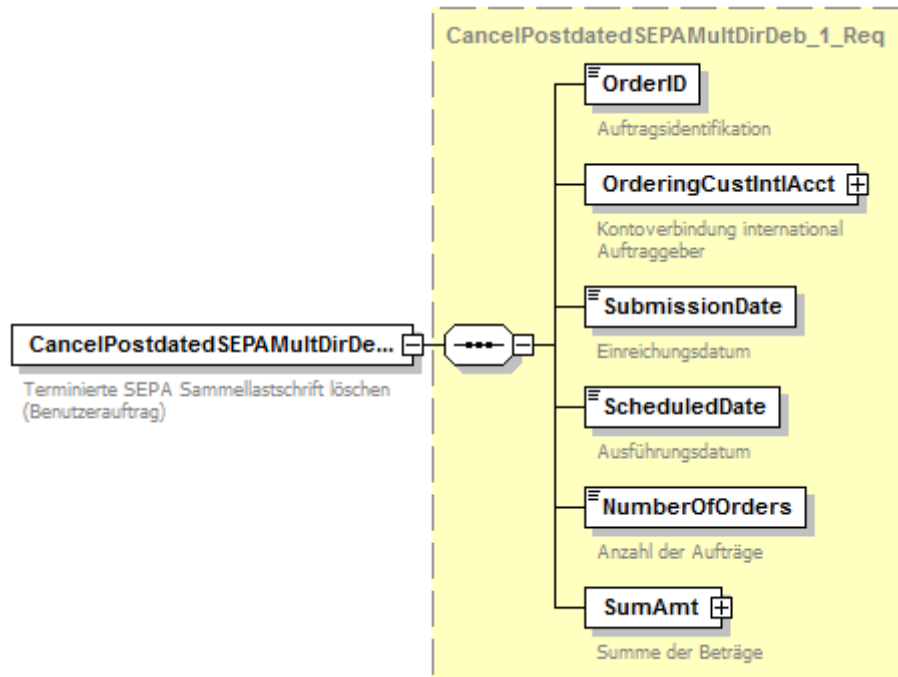 CancelPostdatedSEPAMultDirDeb_1_Req
OrderID
Auftragsidentifikation
OrderingCustIntlAcct
Kontoverbindung international
Auftraggeber
SubmissionDate
Einreichungsdatum
CancelPostdatedSEPAMultDirDe...
Terminierte SEPA Sammellastschrift löschen
(Benutzerauftrag)
ScheduledDate
Ausführungsdatum
NumberOfOrders
Anzahl der Aufträge
SumAmt
Summe der Beträge